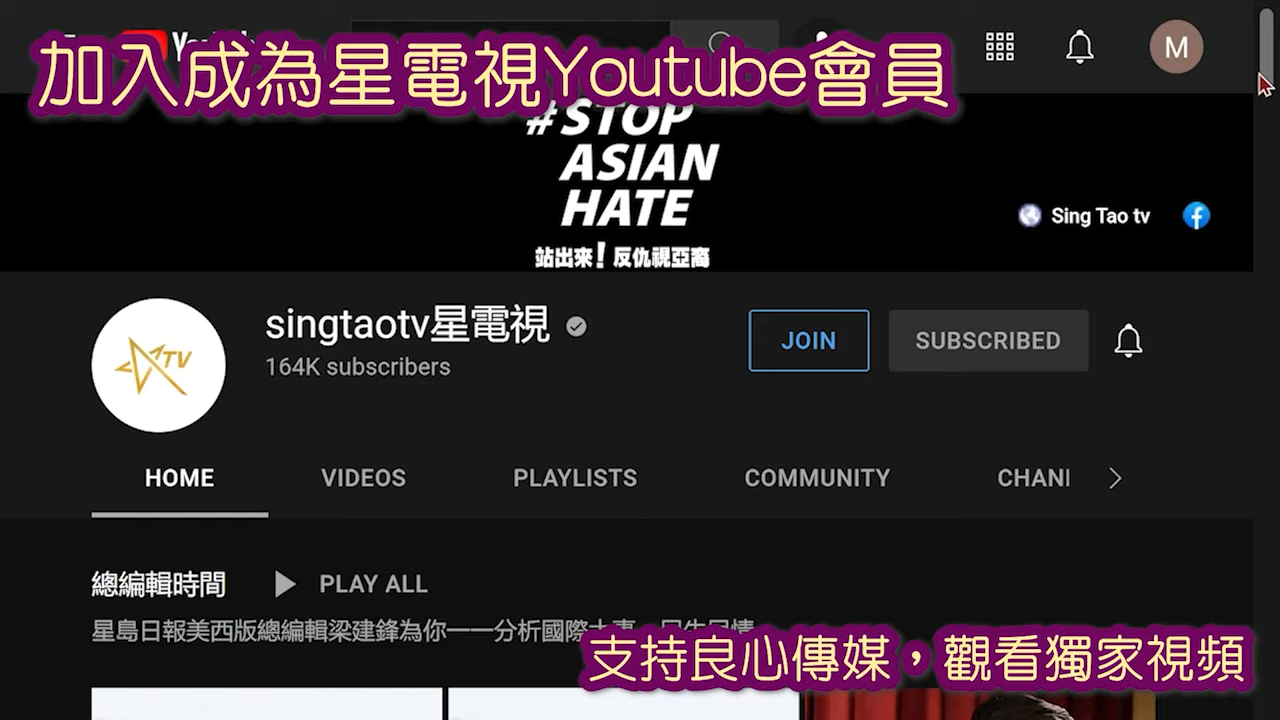 加入成為星電視Youtube會員
M
#STOP
ASIAN
HATE
站出來！反仇視亞裔
Sing Tao tv
TV
singtaotv星電視
164K subscribers
JOIN
SUBSCRIBED
HOME
VIDEOS
PLAYLISTS
COMMUNITY
CHANI
總編輯時間
PLAY ALL
星島日報美西版總編輯梁建鋒為你一一分析國際
支持良心傳媒，觀看獨家視頻